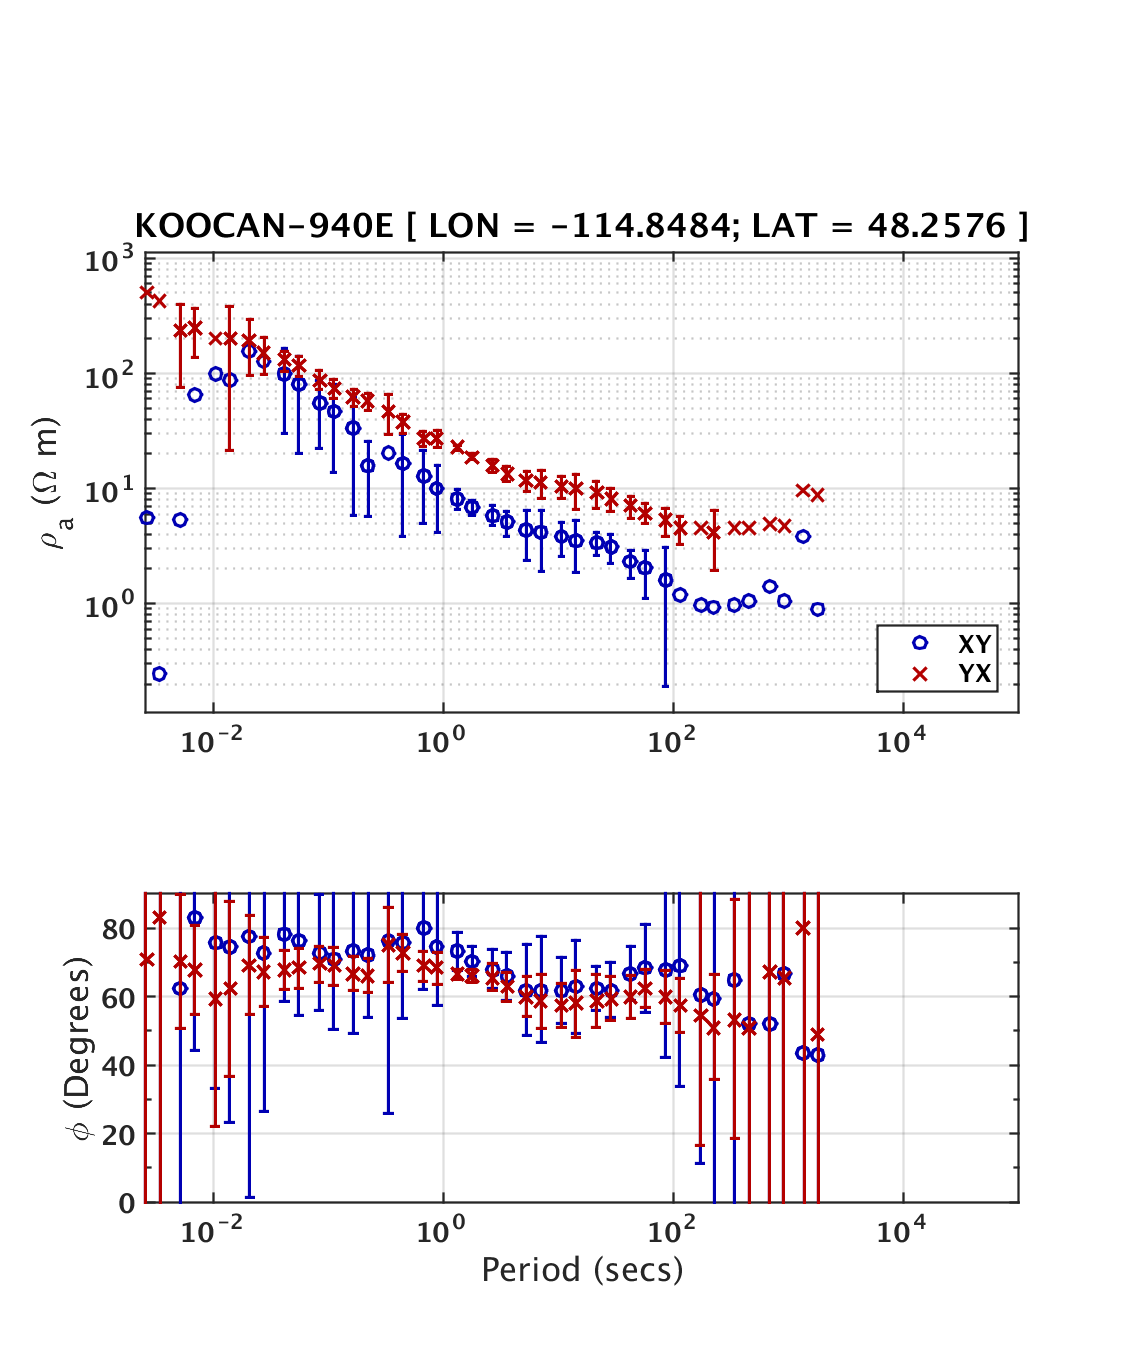 KOOCAN-940E [ LON = -114.8484; LAT = 48.2576 ]
10³
10²
10¹
10⁰
ρₐ (Ω m)
XY
YX
10⁻² 10⁰ 10² 10⁴
80
60
40
20
0
ϕ (Degrees)
10⁻² 10⁰ 10² 10⁴
Period (secs)